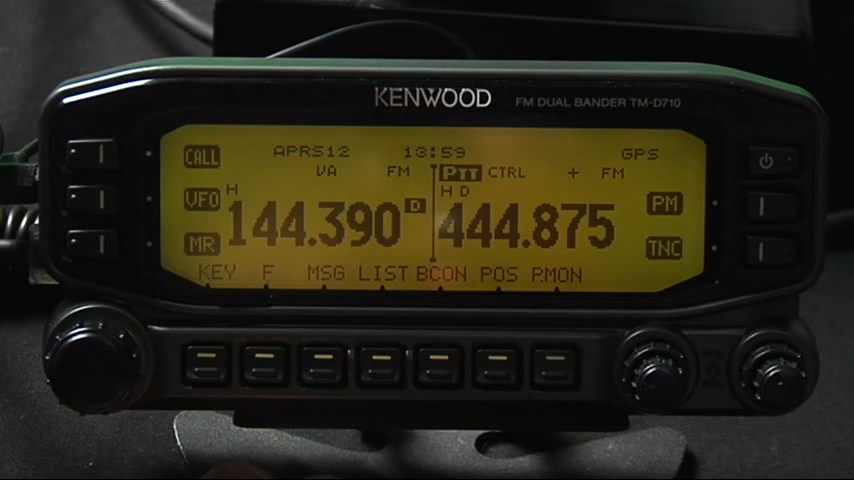 KENWOOD FM DUAL BANDER TM-D710
CALL APRS12 13:59 GPS
VA FM PTT CTRL + FM
VFO H H D PM
144.390 D 444.875
MR TNC
KEY F MSG LIST BCON POS P.MON